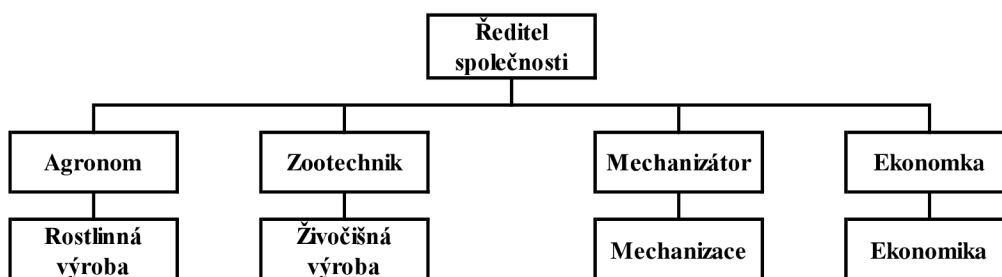 Ředitel
společnosti
Agronom
Zootechnik
Mechanizátor
Ekonomka
Rostlinná
výroba
Živočišná
výroba
Mechanizace
Ekonomika